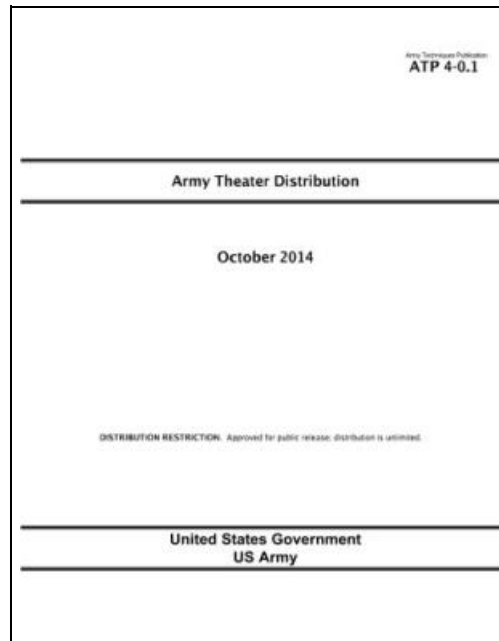 Army Techniques Publication
ATP 4-0.1
Army Theater Distribution
October 2014
DISTRIBUTION RESTRICTION. Approved for public release; distribution is unlimited.
United States Government
US Army